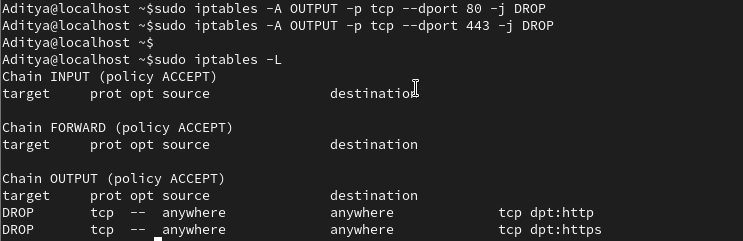 Aditya@localhost ~$sudo iptables -A OUTPUT -p tcp --dport 80 -j DROP
Aditya@localhost ~$sudo iptables -A OUTPUT -p tcp --dport 443 -j DROP
Aditya@localhost ~$
Aditya@localhost ~$sudo iptables -L
Chain INPUT (policy ACCEPT)
target     prot opt source               destination
Chain FORWARD (policy ACCEPT)
target     prot opt source               destination
Chain OUTPUT (policy ACCEPT)
target     prot opt source               destination
DROP       tcp  --  anywhere             anywhere             tcp dpt:http
DROP       tcp  --  anywhere             anywhere             tcp dpt:https